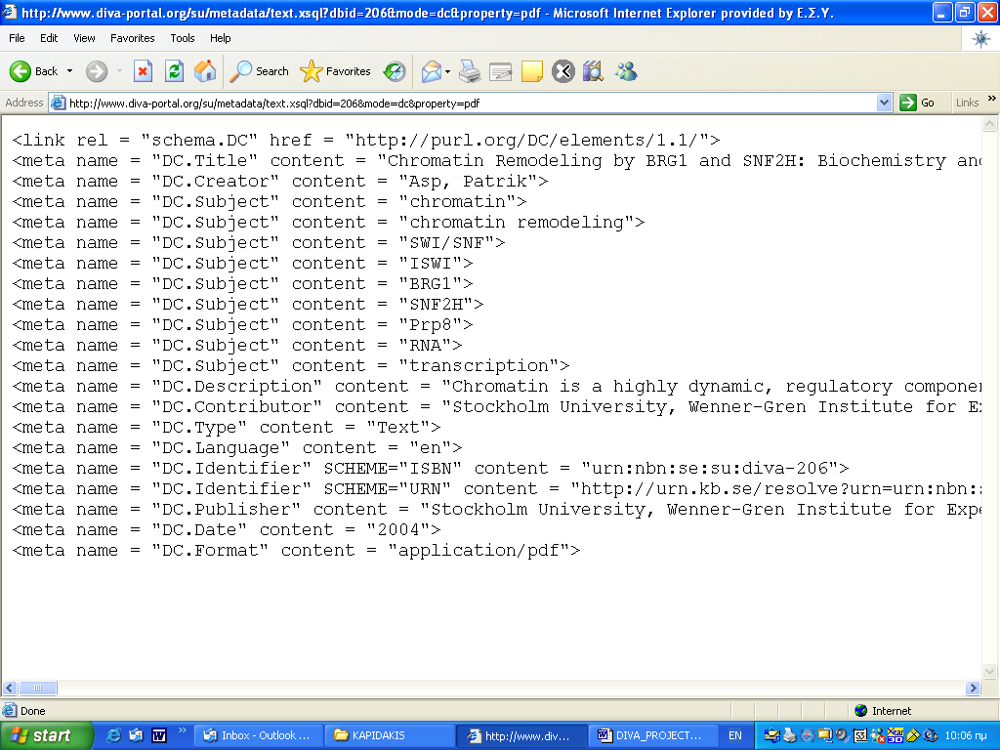 http://www.diva-portal.org/su/metadata/text.xsql?dbid=206&mode=dc&property=pdf - Microsoft Internet Explorer provided by Ε.Σ.Υ.
File Edit View Favorites Tools Help
Back Search Favorites
Address http://www.diva-portal.org/su/metadata/text.xsql?dbid=206&mode=dc&property=pdf Go Links »
<link rel = "schema.DC" href = "http://purl.org/DC/elements/1.1/">
<meta name = "DC.Title" content = "Chromatin Remodeling by BRG1 and SNF2H: Biochemistry and
<meta name = "DC.Creator" content = "Asp, Patrik">
<meta name = "DC.Subject" content = "chromatin">
<meta name = "DC.Subject" content = "chromatin remodeling">
<meta name = "DC.Subject" content = "SWI/SNF">
<meta name = "DC.Subject" content = "ISWI">
<meta name = "DC.Subject" content = "BRG1">
<meta name = "DC.Subject" content = "SNF2H">
<meta name = "DC.Subject" content = "Prp8">
<meta name = "DC.Subject" content = "RNA">
<meta name = "DC.Subject" content = "transcription">
<meta name = "DC.Description" content = "Chromatin is a highly dynamic, regulatory componen
<meta name = "DC.Contributor" content = "Stockholm University, Wenner-Gren Institute for Ex
<meta name = "DC.Type" content = "Text">
<meta name = "DC.Language" content = "en">
<meta name = "DC.Identifier" SCHEME="ISBN" content = "urn:nbn:se:su:diva-206">
<meta name = "DC.Identifier" SCHEME="URN" content = "http://urn.kb.se/resolve?urn=urn:nbn:s
<meta name = "DC.Publisher" content = "Stockholm University, Wenner-Gren Institute for Expe
<meta name = "DC.Date" content = "2004">
<meta name = "DC.Format" content = "application/pdf">
Done Internet
start » Inbox - Outlook ... KAPIDAKIS http://www.div... DIVA_PROJECT... EN 10:06 πμ